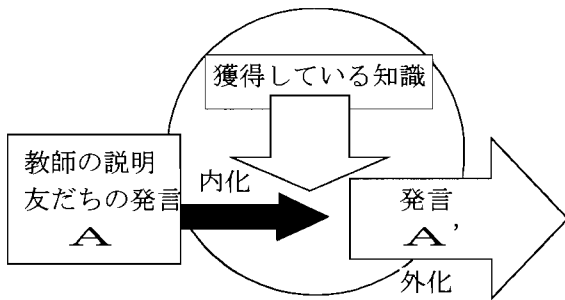 獲得している知識
教師の説明
友だちの発言
A
内化
発言
A'
外化